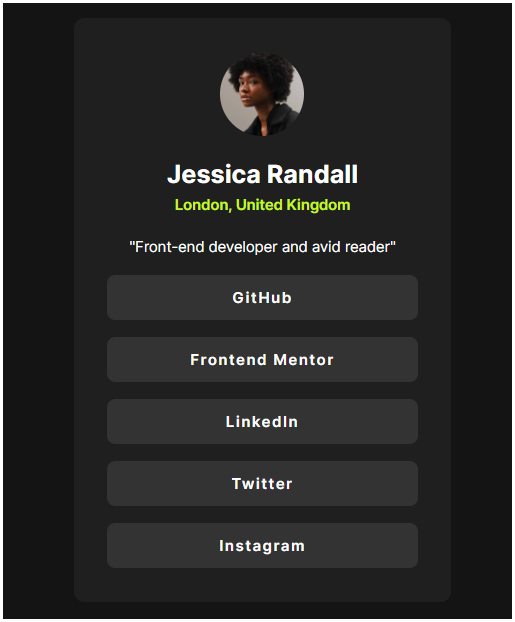 Jessica Randall
London, United Kingdom
"Front-end developer and avid reader"
GitHub
Frontend Mentor
LinkedIn
Twitter
Instagram